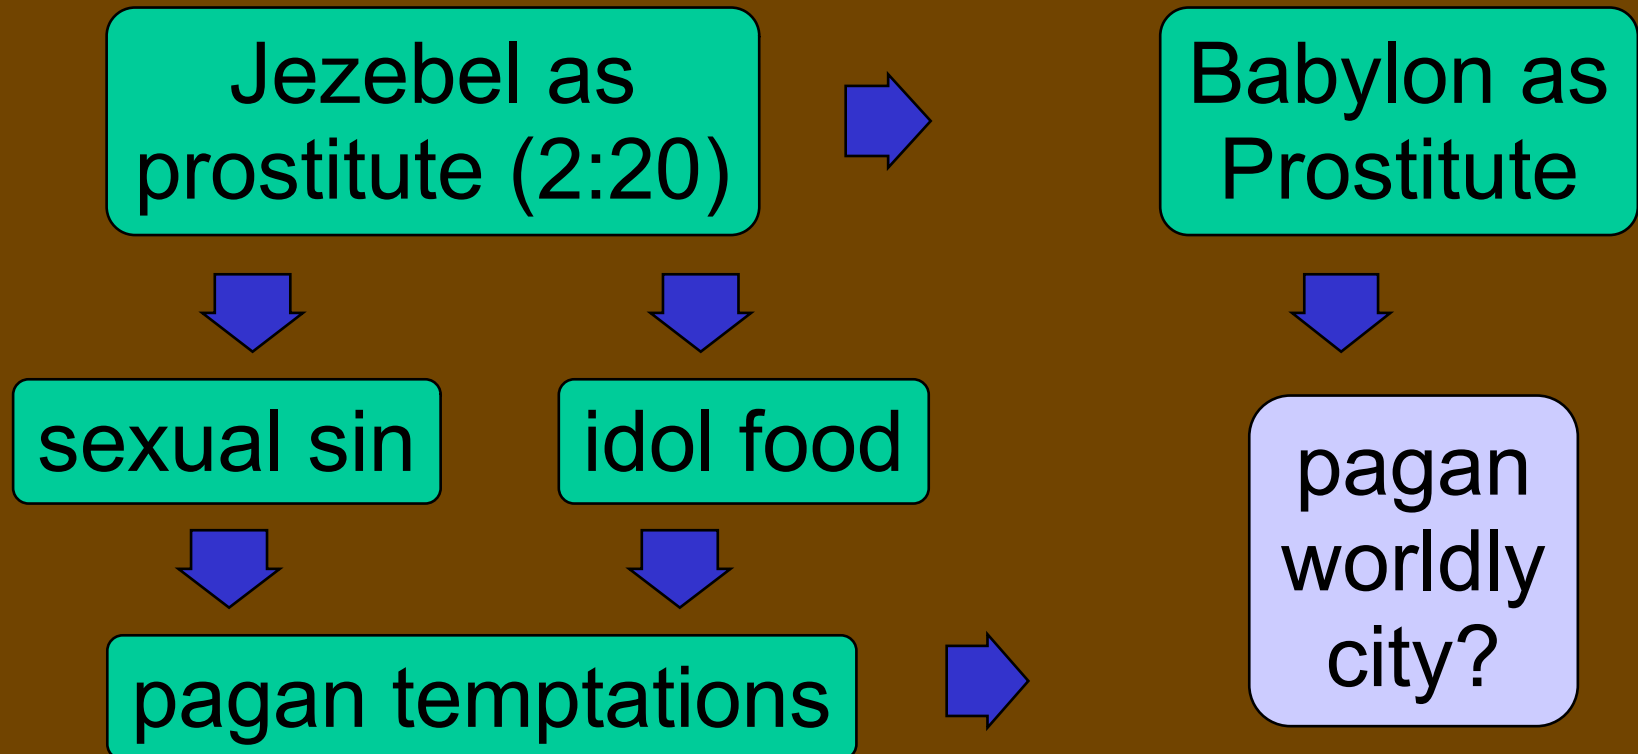 Jezebel as
prostitute (2:20)
Babylon as
Prostitute
sexual sin
idol food
pagan
worldly
city?
pagan temptations